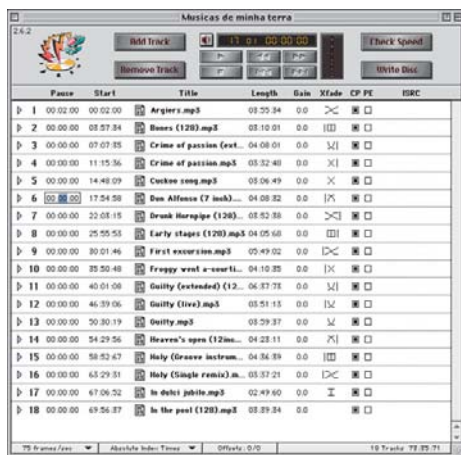 Musicas de minha terra
2.6.2
Add Track
17 01 00:00:00
Check Speed
Remove Track
Write Disc
Pause Start Title Length Gain Xfade CP PE ISRC
1 00:02:00 00:02:00 Argiers.mp3 03:55:34 0.0
2 00:00:00 03:57:34 Bones (128).mp3 03:10:01 0.0
3 00:00:00 07:07:35 Crime of passion (ext... 04:08:01 0.0
4 00:00:00 11:15:36 Crime of passion.mp3 03:32:48 0.0
5 00:00:00 14:48:09 Cuckoo song.mp3 03:06:49 0.0
6 00:00:00 17:54:58 Don Alfonso (7 inch).... 04:08:32 0.0
7 00:00:00 22:03:15 Drunk Hornpipe (128)... 03:52:38 0.0
8 00:00:00 25:55:53 Early stages (128).mp3 04:05:68 0.0
9 00:00:00 30:01:46 First excursion.mp3 05:49:02 0.0
10 00:00:00 35:50:48 Froggy went a-courti... 04:10:35 0.0
11 00:00:00 40:01:08 Guilty (extended) (12... 06:37:73 0.0
12 00:00:00 46:39:06 Guilty (live).mp3 03:51:13 0.0
13 00:00:00 50:30:19 Guilty.mp3 03:59:37 0.0
14 00:00:00 54:29:56 Heaven's open (12inc... 04:23:11 0.0
15 00:00:00 58:52:67 Holy (Groove instrum... 04:36:39 0.0
16 00:00:00 63:29:31 Holy (Single remix).m... 03:37:21 0.0
17 00:00:00 67:06:52 In dulci jubilo.mp3 02:49:60 0.0
18 00:00:00 69:56:37 In the pool (128).mp3 03:39:34 0.0
75 frames/sec Absolute Index Times Offsets: 0/0 18 Tracks 73:35:71